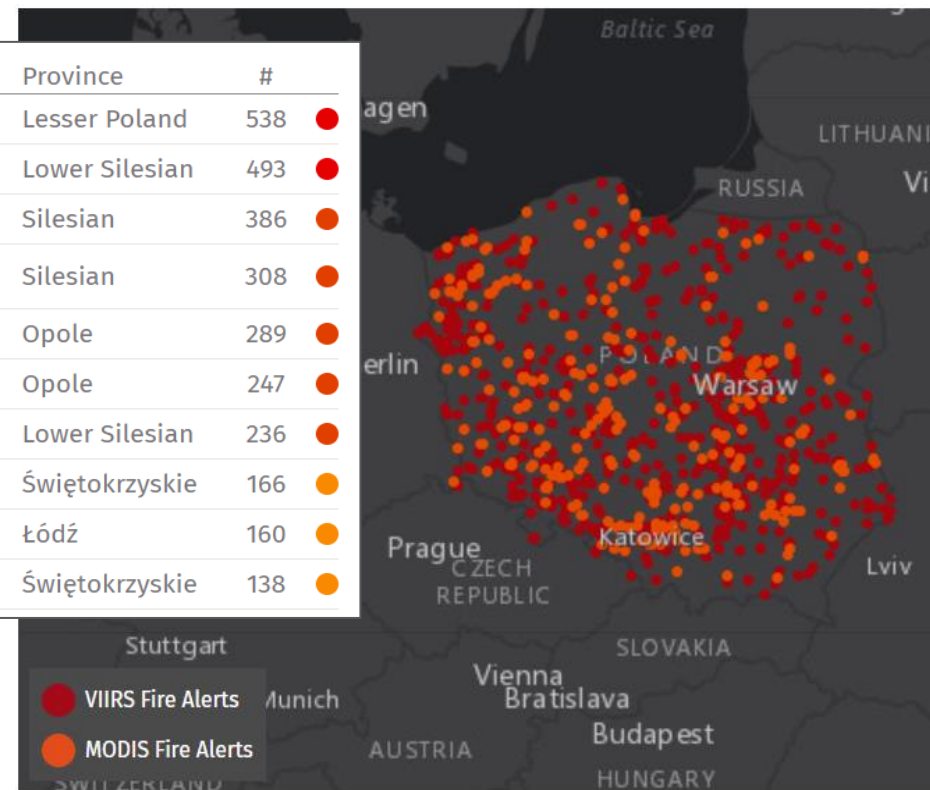 Baltic Sea
Province #
Lesser Poland 538
Lower Silesian 493
Silesian 386
Silesian 308
Opole 289
Opole 247
Lower Silesian 236
Świętokrzyskie 166
Łódź 160
Świętokrzyskie 138
agen
LITHUANI
RUSSIA
Vi
erlin
POLAND
Warsaw
Katowice
Prague
CZECH
REPUBLIC
Lviv
Stuttgart
SLOVAKIA
Vienna
Bratislava
Munich
Budapest
AUSTRIA
HUNGARY
SWITZERLAND
VIIRS Fire Alerts
MODIS Fire Alerts